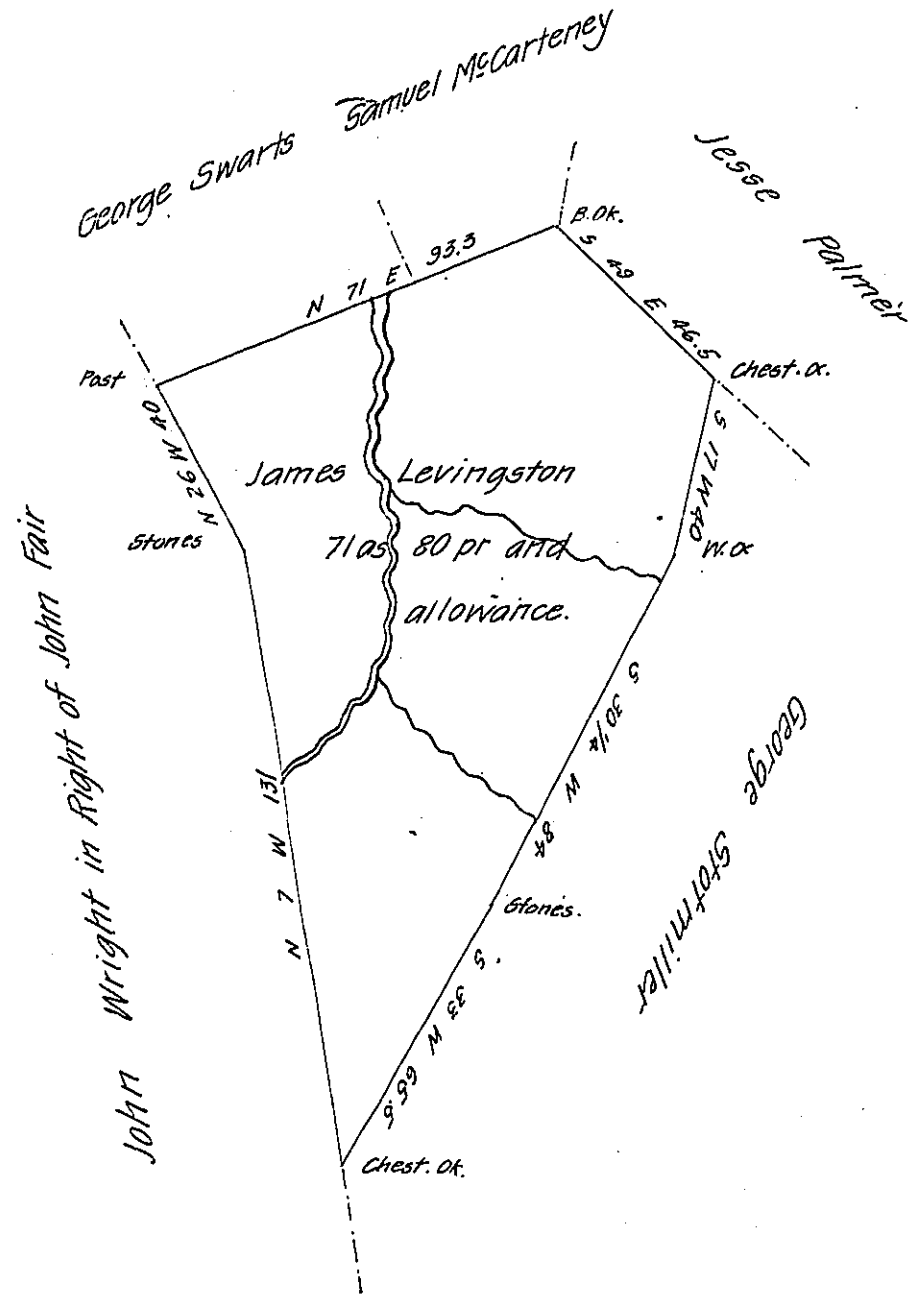 George Swarts Samuel McCarteney
Jesse Palmer
B. Ok.
N 71 E 93.3
S 49 E 46.5
Chest. α.
Post
N 26 W 40
S 17 W 40
James Levingston
Stones
71 as 80 pr and
W. α
allowance.
John Wright in Right of John Fair
S 30 1/4 W 84
George Stotmiller
N 7 W 131
Stones.
S 33 W 65.5
Chest. Ok.